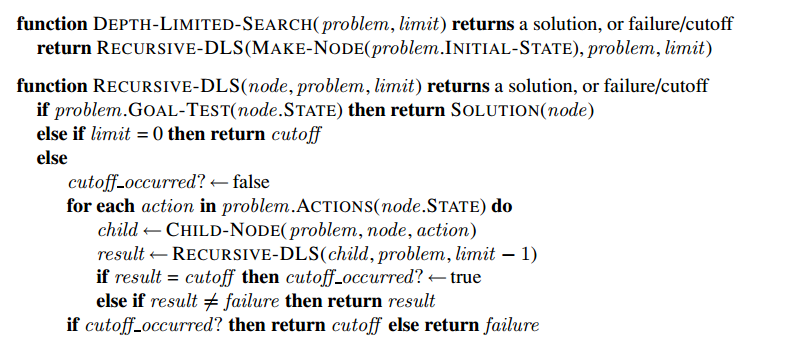 function DEPTH-LIMITED-SEARCH(problem, limit) returns a solution, or failure/cutoff
return RECURSIVE-DLS(MAKE-NODE(problem.INITIAL-STATE), problem, limit)
function RECURSIVE-DLS(node, problem, limit) returns a solution, or failure/cutoff
if problem.GOAL-TEST(node.STATE) then return SOLUTION(node)
else if limit = 0 then return cutoff
else
cutoff_occurred? ← false
for each action in problem.ACTIONS(node.STATE) do
child ← CHILD-NODE(problem, node, action)
result ← RECURSIVE-DLS(child, problem, limit − 1)
if result = cutoff then cutoff_occurred? ← true
else if result ≠ failure then return result
if cutoff_occurred? then return cutoff else return failure